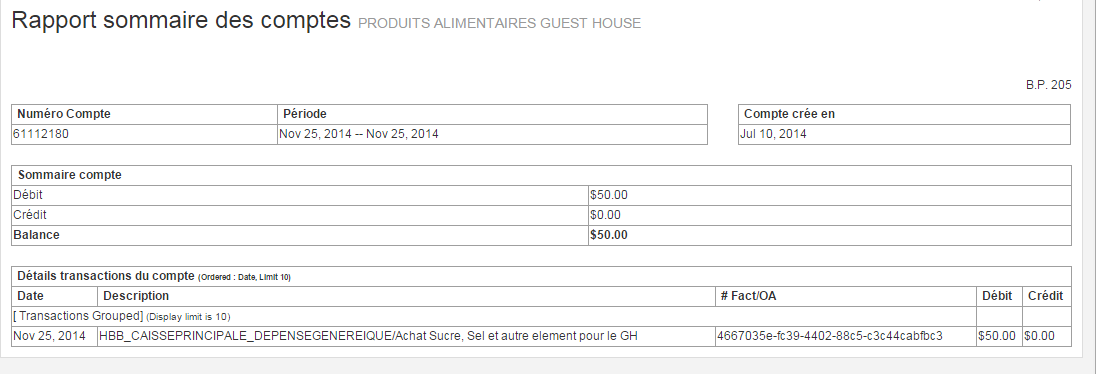 Rapport sommaire des comptes PRODUITS ALIMENTAIRES GUEST HOUSE
B.P. 205
Numéro Compte Période Compte crée en
61112180 Nov 25, 2014 -- Nov 25, 2014 Jul 10, 2014
Sommaire compte
Débit $50.00
Crédit $0.00
Balance $50.00
Détails transactions du compte (Ordered : Date, Limit 10)
Date Description # Fact/OA Débit Crédit
[ Transactions Grouped] (Display limit is 10)
Nov 25, 2014 HBB_CAISSEPRINCIPALE_DEPENSEGENEREIQUE/Achat Sucre, Sel et autre element pour le GH 4667035e-fc39-4402-88c5-c3c44cabfbc3 $50.00 $0.00